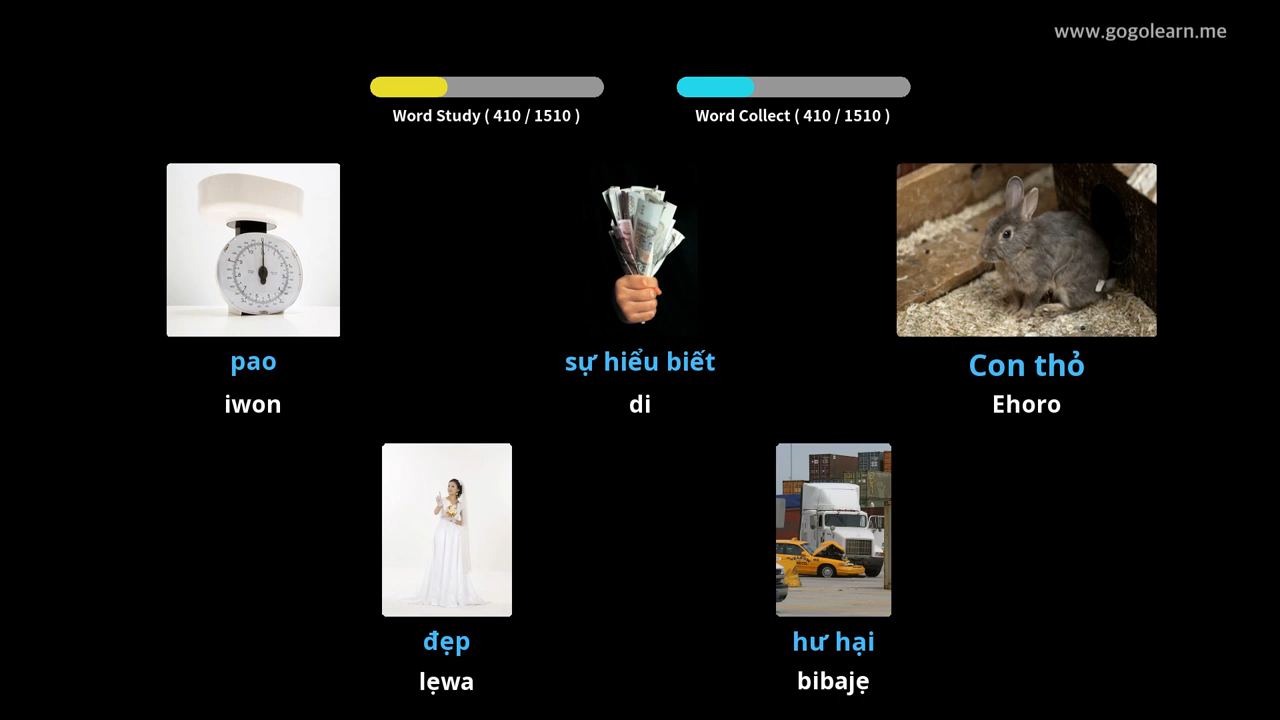 www.gogolearn.me
Word Study ( 410 / 1510 )
Word Collect ( 410 / 1510 )
pao
sự hiểu biết
Con thỏ
iwon
di
Ehoro
đẹp
hư hại
lẹwa
bibajẹ